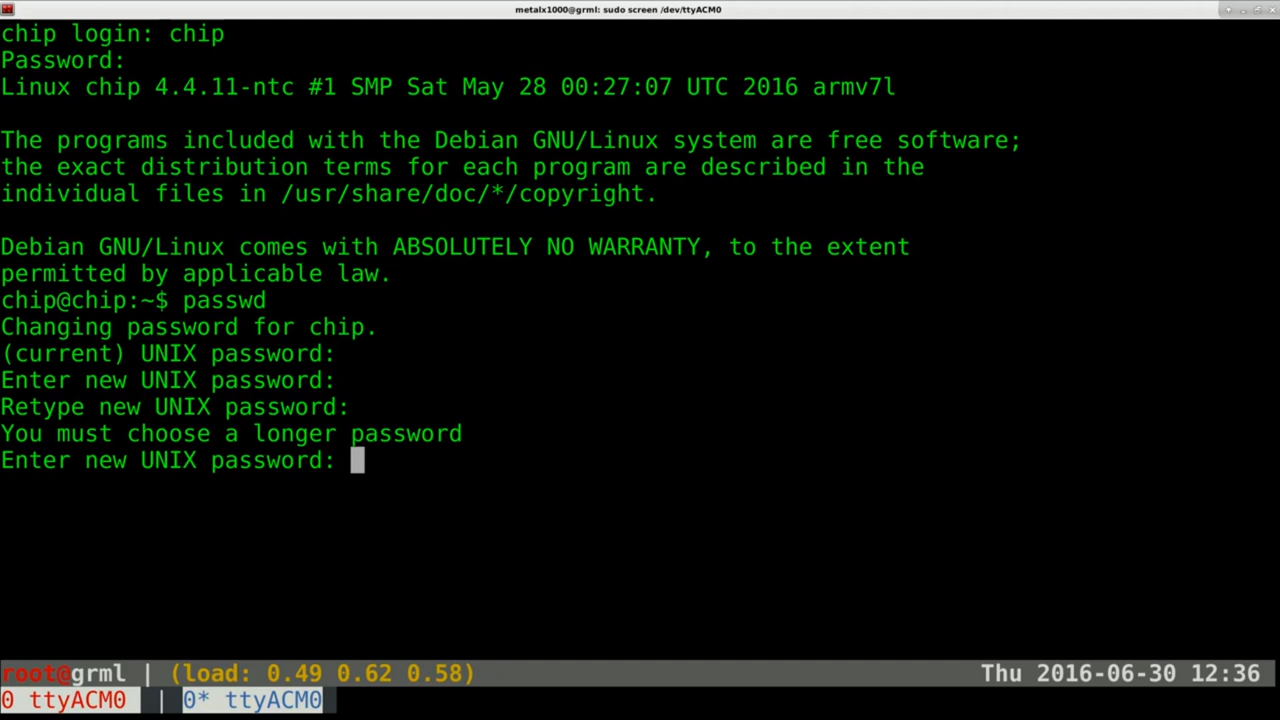 metalx1000@grml: sudo screen /dev/ttyACM0
chip login: chip
Password:
Linux chip 4.4.11-ntc #1 SMP Sat May 28 00:27:07 UTC 2016 armv7l
The programs included with the Debian GNU/Linux system are free software;
the exact distribution terms for each program are described in the
individual files in /usr/share/doc/*/copyright.
Debian GNU/Linux comes with ABSOLUTELY NO WARRANTY, to the extent
permitted by applicable law.
chip@chip:~$ passwd
Changing password for chip.
(current) UNIX password:
Enter new UNIX password:
Retype new UNIX password:
You must choose a longer password
Enter new UNIX password:
root@grml | (load: 0.49 0.62 0.58) Thu 2016-06-30 12:36
0 ttyACM0 | 0* ttyACM0